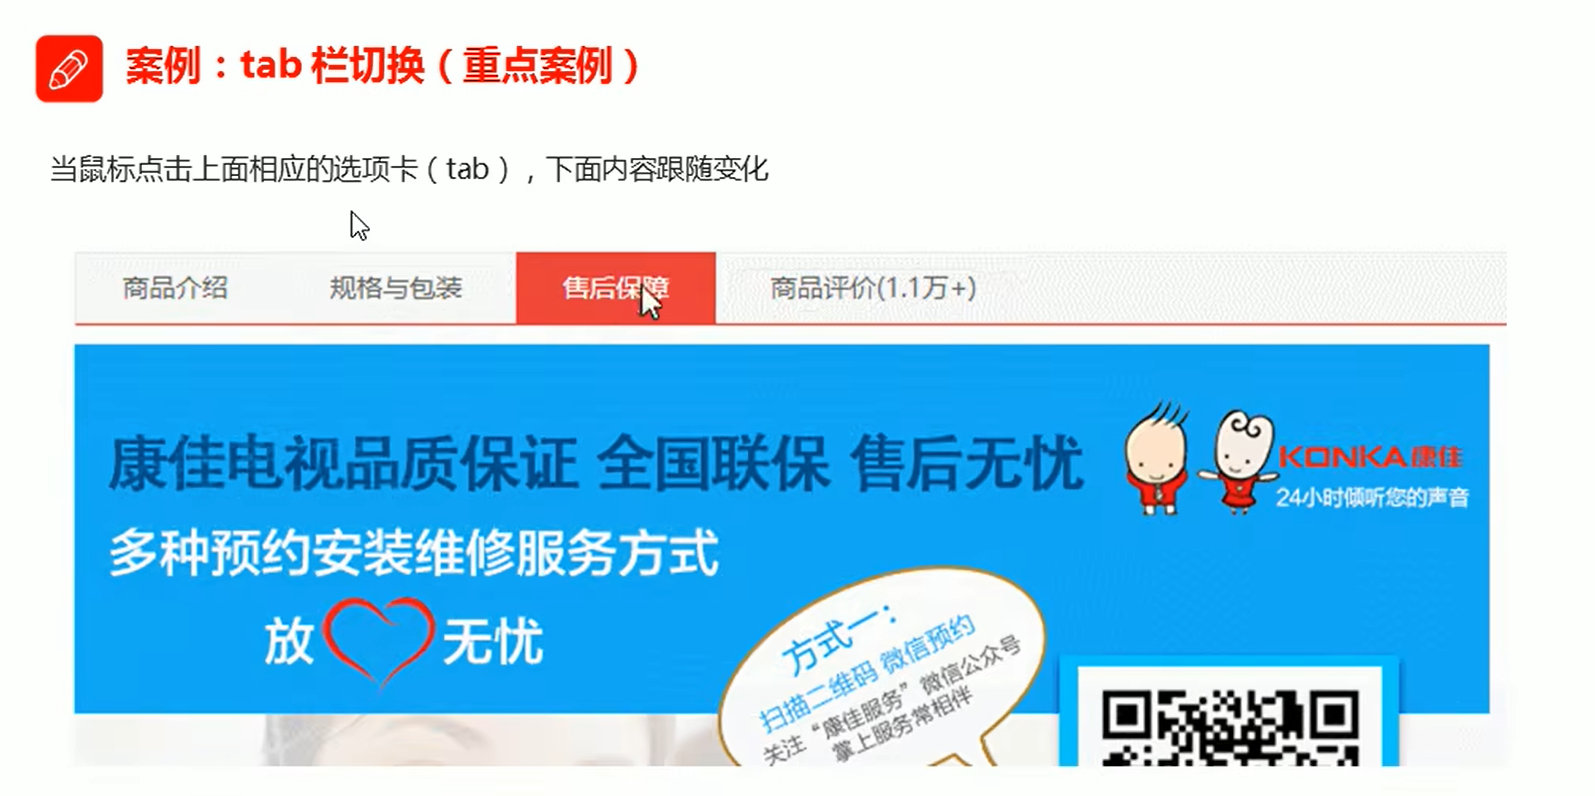 案例：tab 栏切换（重点案例）
当鼠标点击上面相应的选项卡（tab），下面内容跟随变化
商品介绍 规格与包装 售后保障 商品评价(1.1万+)
康佳电视品质保证 全国联保 售后无忧
KONKA康佳
24小时倾听您的声音
多种预约安装维修服务方式
放 无忧
方式一：
扫描二维码 微信预约
关注“康佳服务”微信公众号
掌上服务常相伴